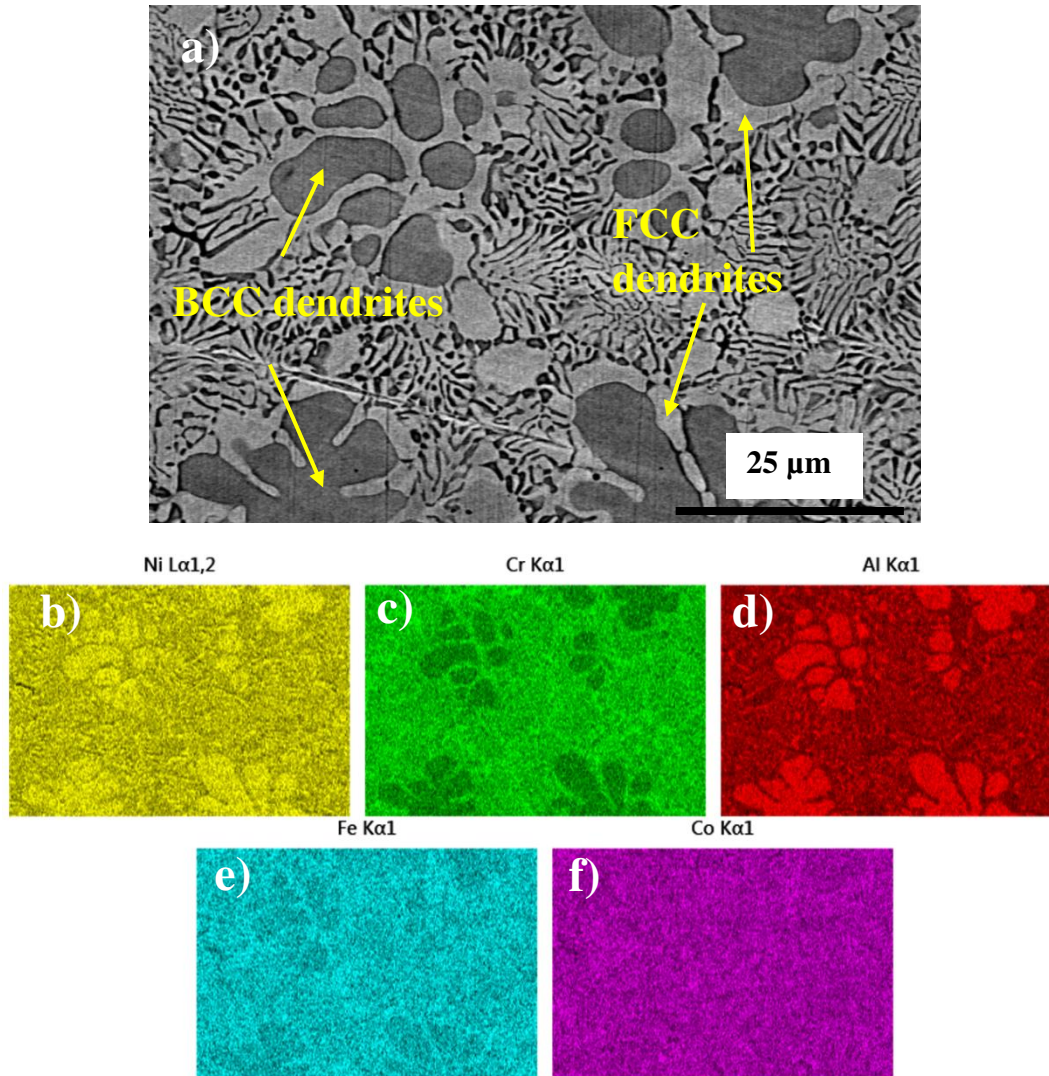 a)
FCC
dendrites
BCC dendrites
25 µm
Ni Lα1,2
Cr Kα1
Al Kα1
b)
c)
d)
Fe Kα1
Co Kα1
e)
f)